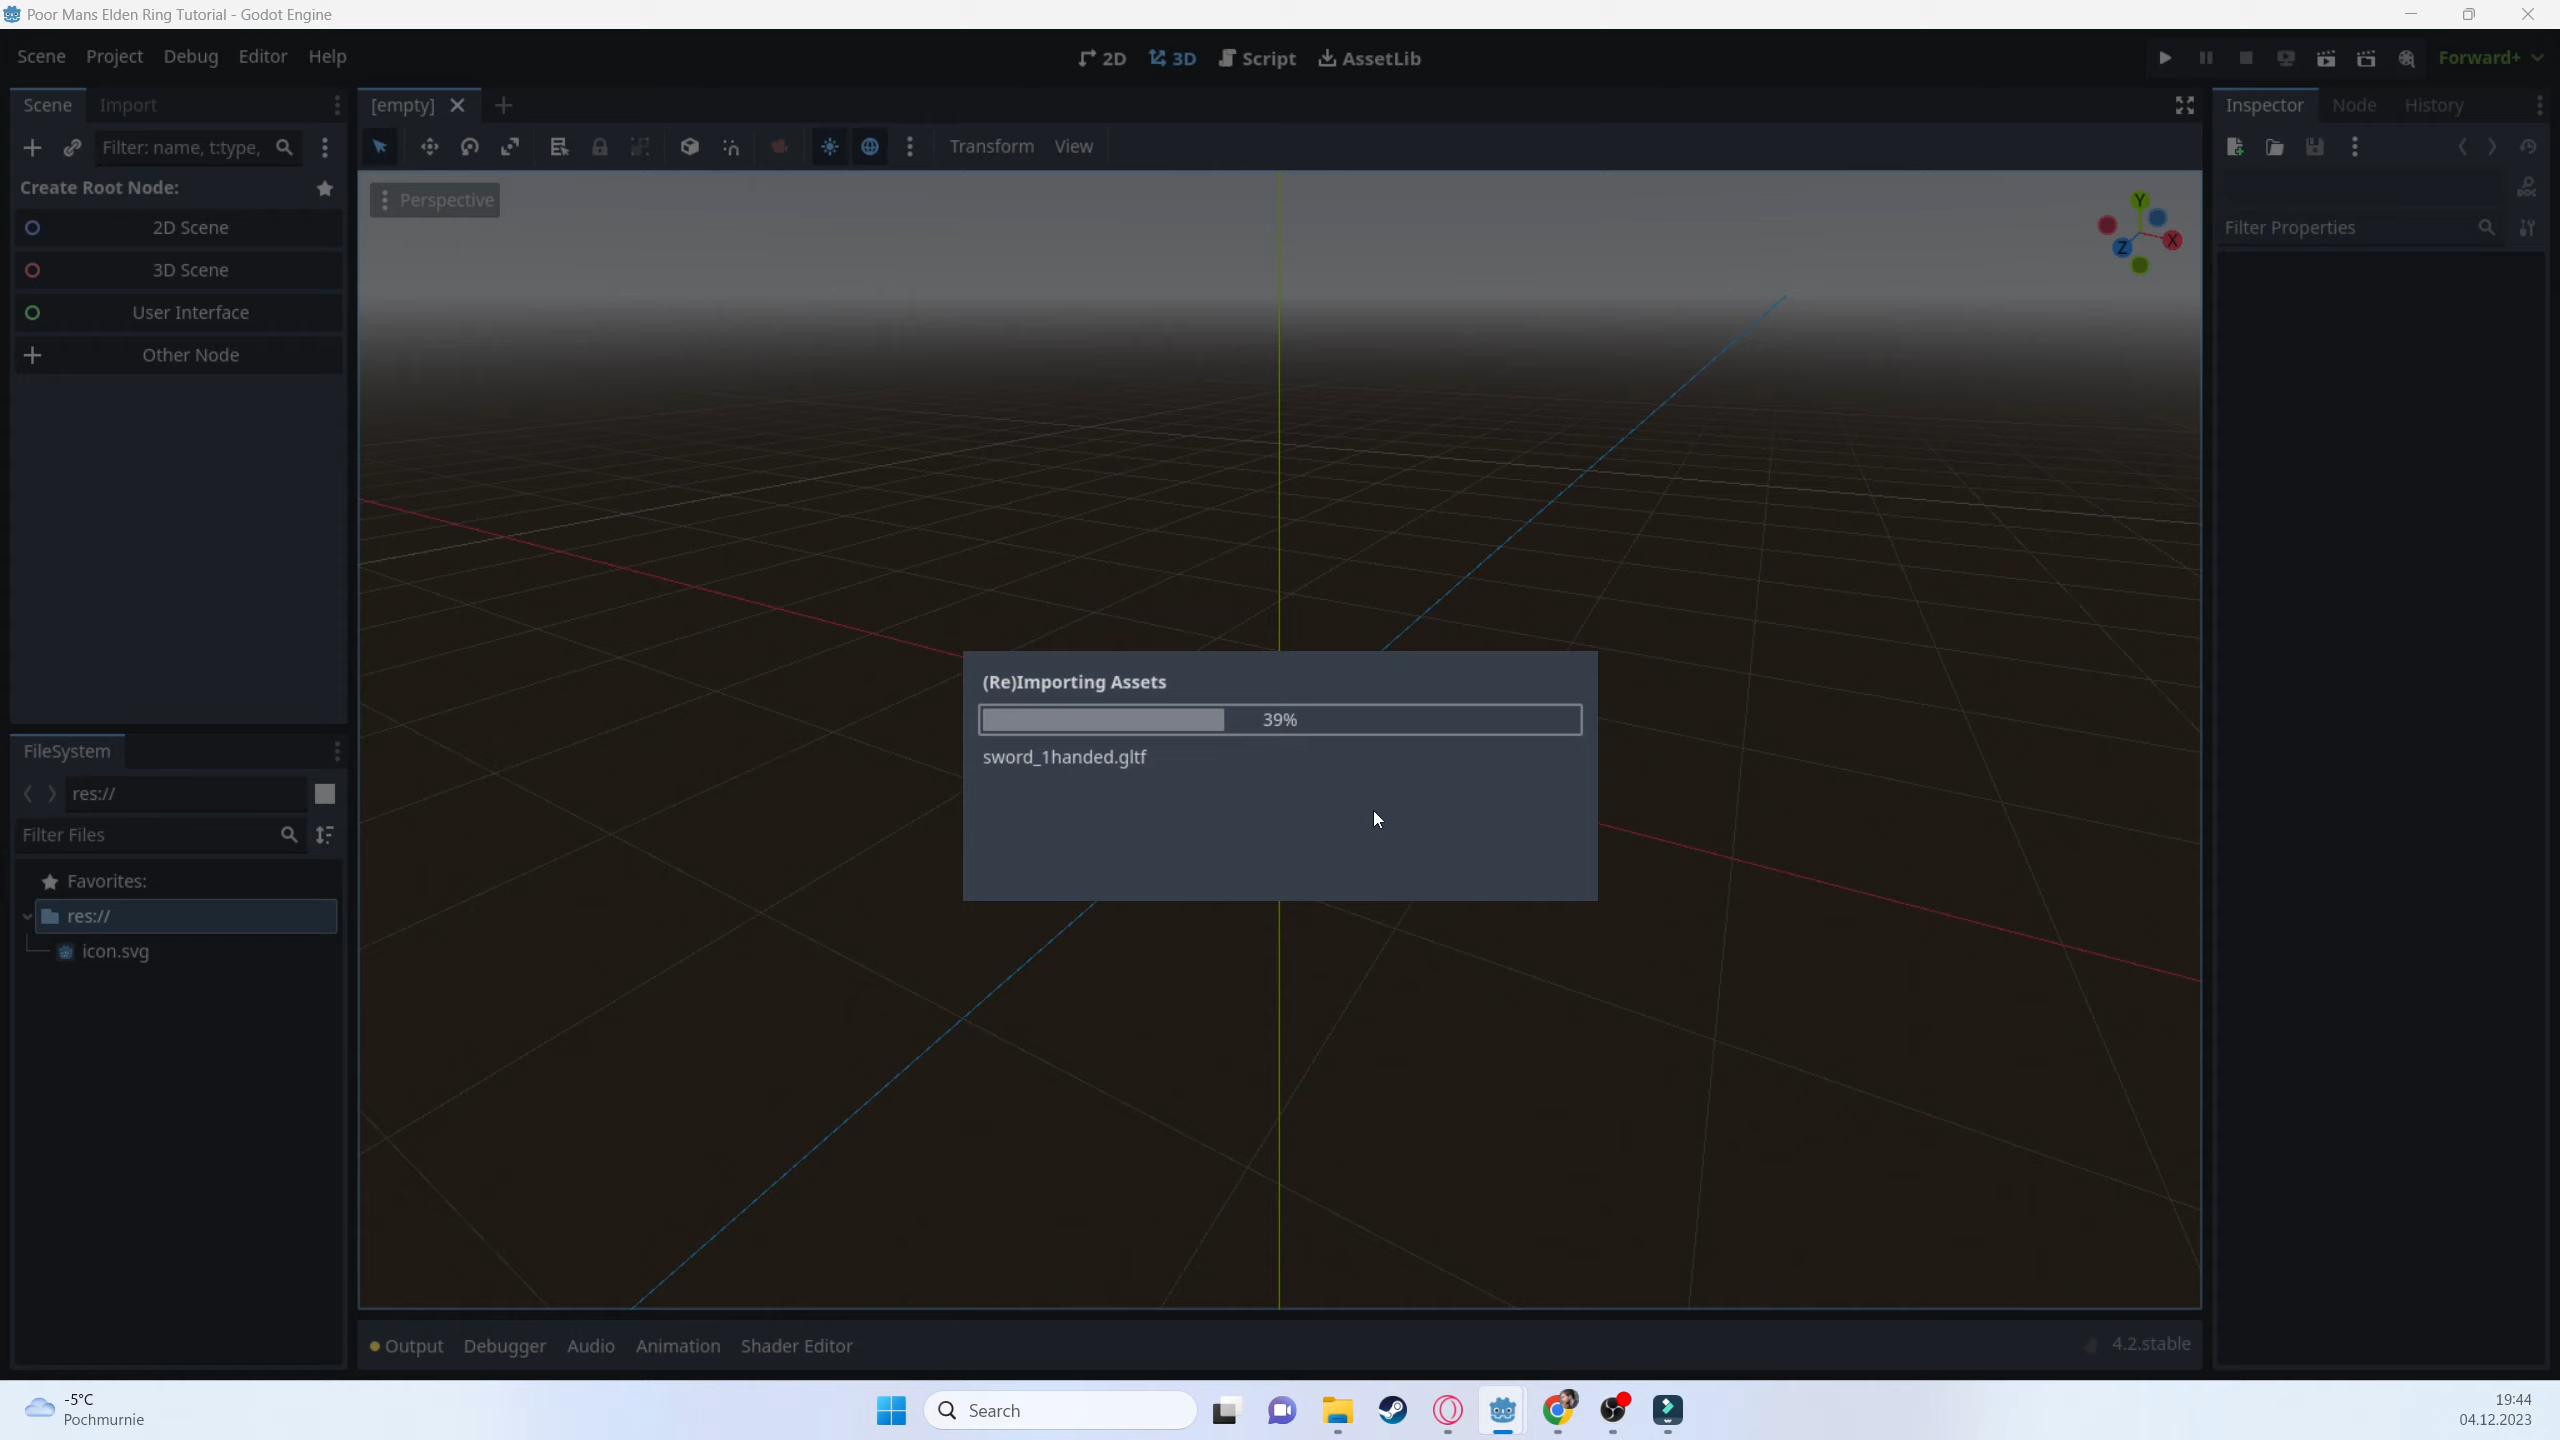 Poor Mans Elden Ring Tutorial - Godot Engine
Scene Project Debug Editor Help
2D 3D Script AssetLib
Forward+
Scene Import
[empty]
Inspector Node History
Filter: name, t:type,
Transform View
Create Root Node:
Perspective
2D Scene
3D Scene
User Interface
Other Node
Y
X
Z
Filter Properties
(Re)Importing Assets
39%
sword_1handed.gltf
FileSystem
res://
Filter Files
Favorites:
res://
icon.svg
Output Debugger Audio Animation Shader Editor
4.2.stable
-5°C
Pochmurnie
Search
19:44
04.12.2023